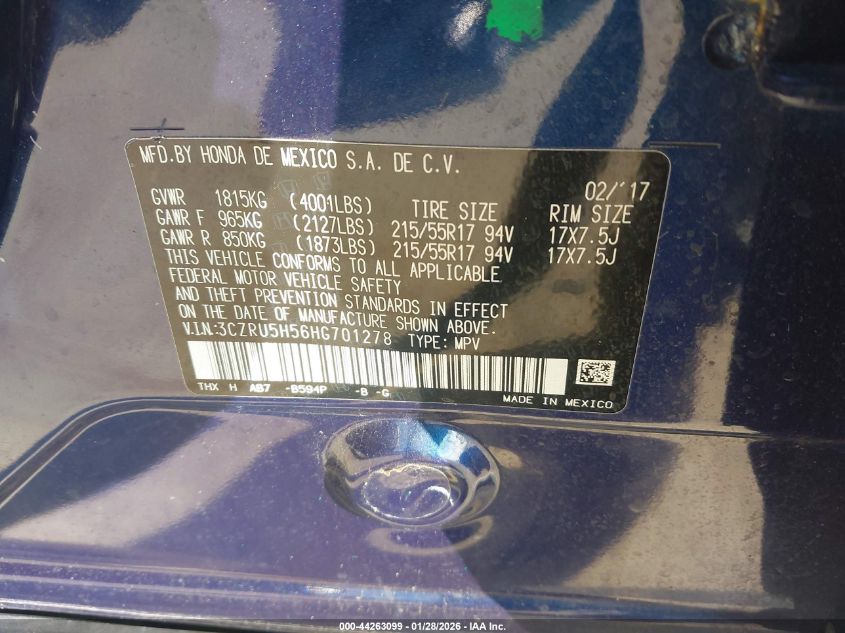 MFD.BY HONDA DE MEXICO S.A. DE C.V.
02/'17
GVWR 1815KG (4001LBS) TIRE SIZE RIM SIZE
GAWR F 965KG (2127LBS) 215/55R17 94V 17X7.5J
GAWR R 850KG (1873LBS) 215/55R17 94V 17X7.5J
THIS VEHICLE CONFORMS TO ALL APPLICABLE
FEDERAL MOTOR VEHICLE SAFETY
AND THEFT PREVENTION STANDARDS IN EFFECT
ON THE DATE OF MANUFACTURE SHOWN ABOVE.
V.I.N:3CZRU5H56HG701278 TYPE: MPV
THX H AB7 -B594P -B -G
MADE IN MEXICO
000-44263099 - 01/28/2026 - IAA Inc.